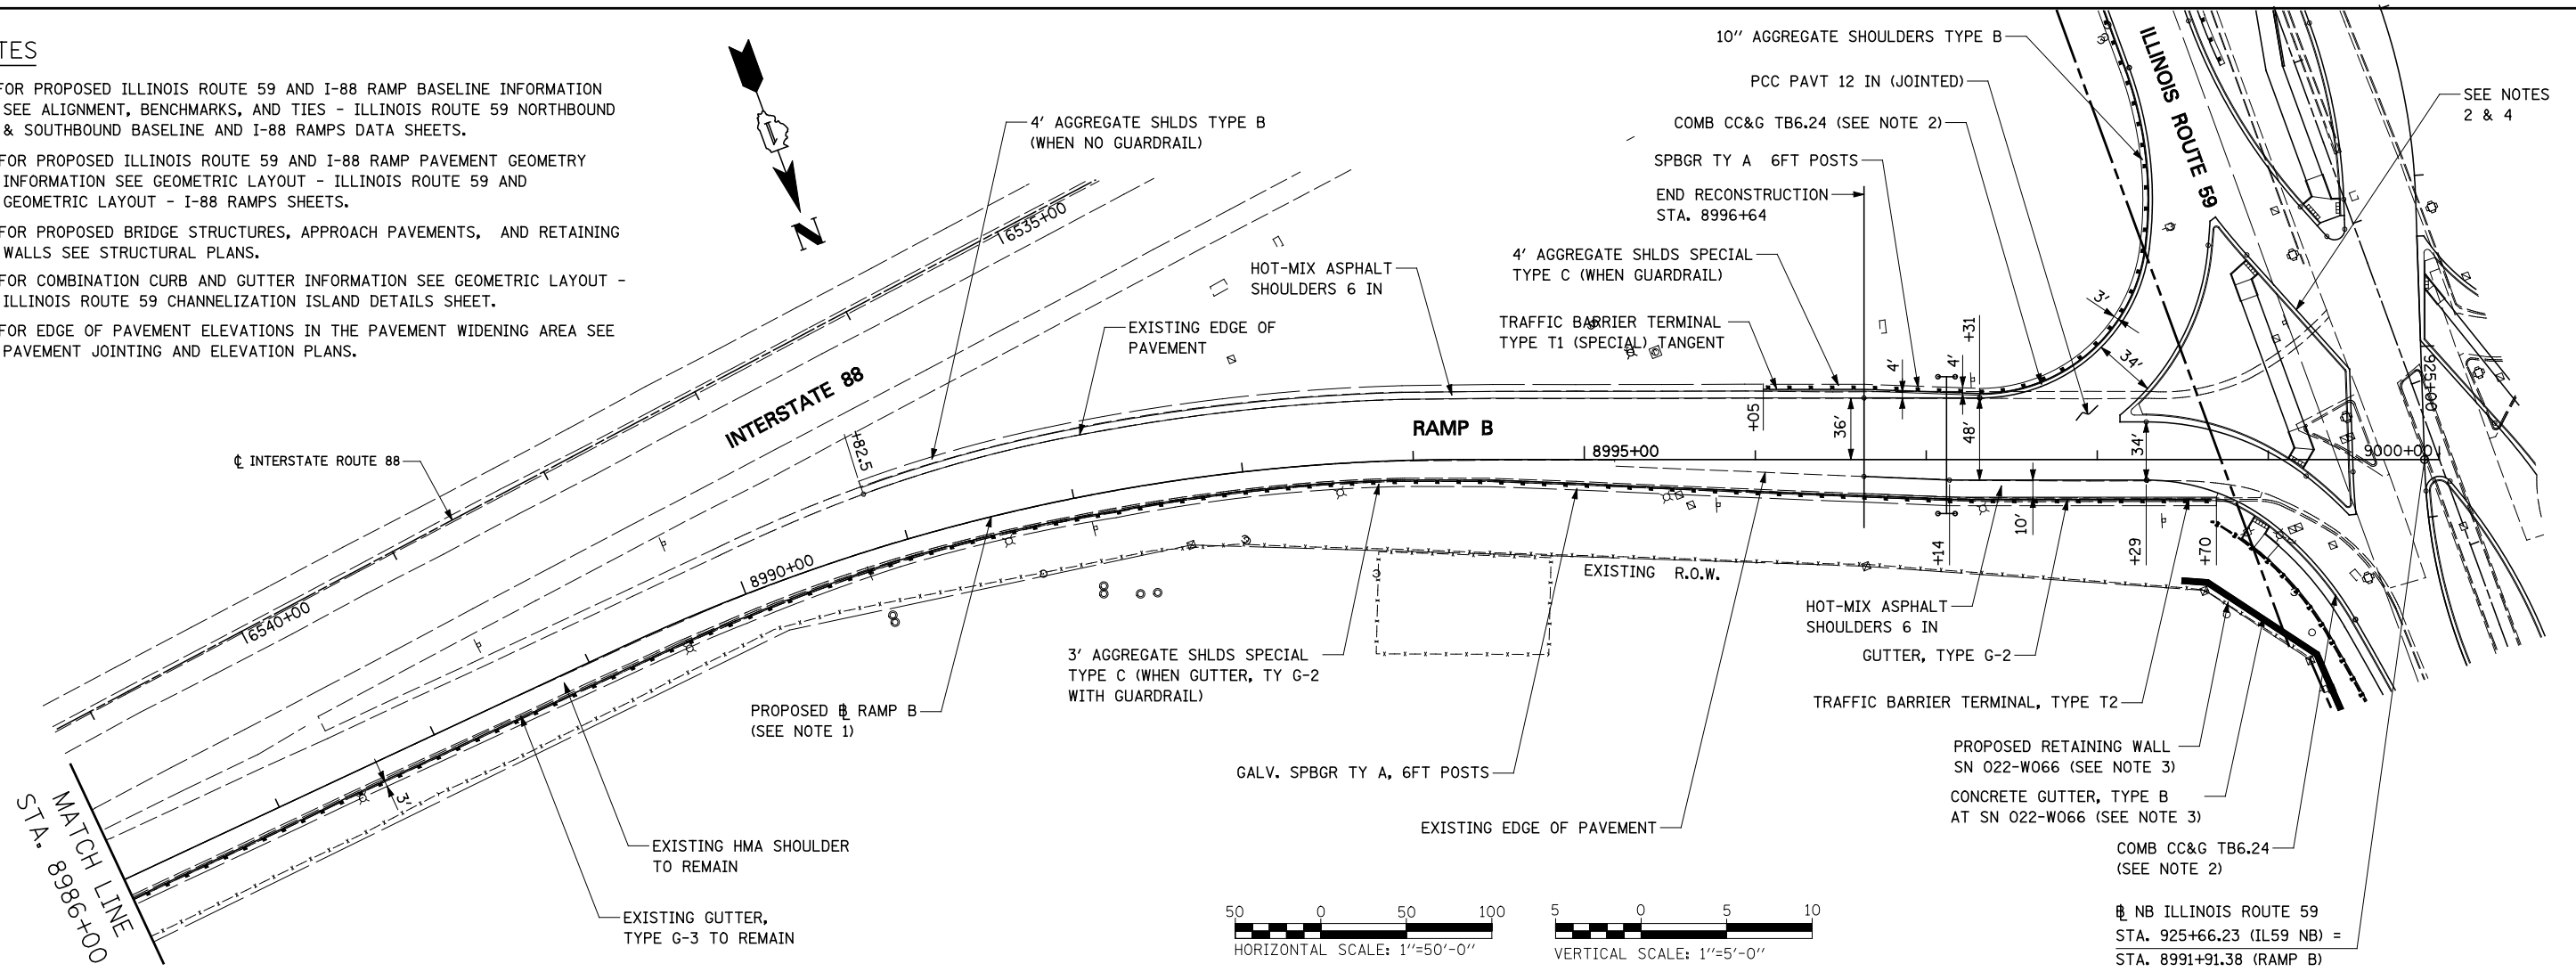 TES
FOR PROPOSED ILLINOIS ROUTE 59 AND I-88 RAMP BASELINE INFORMATION
SEE ALIGNMENT, BENCHMARKS, AND TIES - ILLINOIS ROUTE 59 NORTHBOUND
& SOUTHBOUND BASELINE AND I-88 RAMPS DATA SHEETS.
FOR PROPOSED ILLINOIS ROUTE 59 AND I-88 RAMP PAVEMENT GEOMETRY
INFORMATION SEE GEOMETRIC LAYOUT - ILLINOIS ROUTE 59 AND
GEOMETRIC LAYOUT - I-88 RAMPS SHEETS.
FOR PROPOSED BRIDGE STRUCTURES, APPROACH PAVEMENTS, AND RETAINING
WALLS SEE STRUCTURAL PLANS.
FOR COMBINATION CURB AND GUTTER INFORMATION SEE GEOMETRIC LAYOUT -
ILLINOIS ROUTE 59 CHANNELIZATION ISLAND DETAILS SHEET.
FOR EDGE OF PAVEMENT ELEVATIONS IN THE PAVEMENT WIDENING AREA SEE
PAVEMENT JOINTING AND ELEVATION PLANS.
N
4' AGGREGATE SHLDS TYPE B
(WHEN NO GUARDRAIL)
6535+00
EXISTING EDGE OF
PAVEMENT
HOT-MIX ASPHALT
SHOULDERS 6 IN
10" AGGREGATE SHOULDERS TYPE B
PCC PAVT 12 IN (JOINTED)
COMB CC&G TB6.24 (SEE NOTE 2)
SPBGR TY A 6FT POSTS
END RECONSTRUCTION
STA. 8996+64
4' AGGREGATE SHLDS SPECIAL
TYPE C (WHEN GUARDRAIL)
TRAFFIC BARRIER TERMINAL
TYPE T1 (SPECIAL) TANGENT
ILLINOIS ROUTE 59
SEE NOTES
2 & 4
INTERSTATE 88
℄ INTERSTATE ROUTE 88
+82.5
RAMP B
+05
36'
4'
4'
+31
48'
3'
34'
34'
925+00
8995+00
9000+00
8990+00
6540+00
EXISTING R.O.W.
+14
10'
+29
+70
HOT-MIX ASPHALT
SHOULDERS 6 IN
GUTTER, TYPE G-2
TRAFFIC BARRIER TERMINAL, TYPE T2
PROPOSED RETAINING WALL
SN 022-W066 (SEE NOTE 3)
CONCRETE GUTTER, TYPE B
AT SN 022-W066 (SEE NOTE 3)
COMB CC&G TB6.24
(SEE NOTE 2)
BL NB ILLINOIS ROUTE 59
STA. 925+66.23 (IL59 NB) =
STA. 8991+91.38 (RAMP B)
3' AGGREGATE SHLDS SPECIAL
TYPE C (WHEN GUTTER, TY G-2
WITH GUARDRAIL)
PROPOSED BL RAMP B
(SEE NOTE 1)
GALV. SPBGR TY A, 6FT POSTS
EXISTING EDGE OF PAVEMENT
3'
EXISTING HMA SHOULDER
TO REMAIN
EXISTING GUTTER,
TYPE G-3 TO REMAIN
MATCH LINE
STA. 8986+00
50 0 50 100
HORIZONTAL SCALE: 1"=50'-0"
5 0 5 10
VERTICAL SCALE: 1"=5'-0"